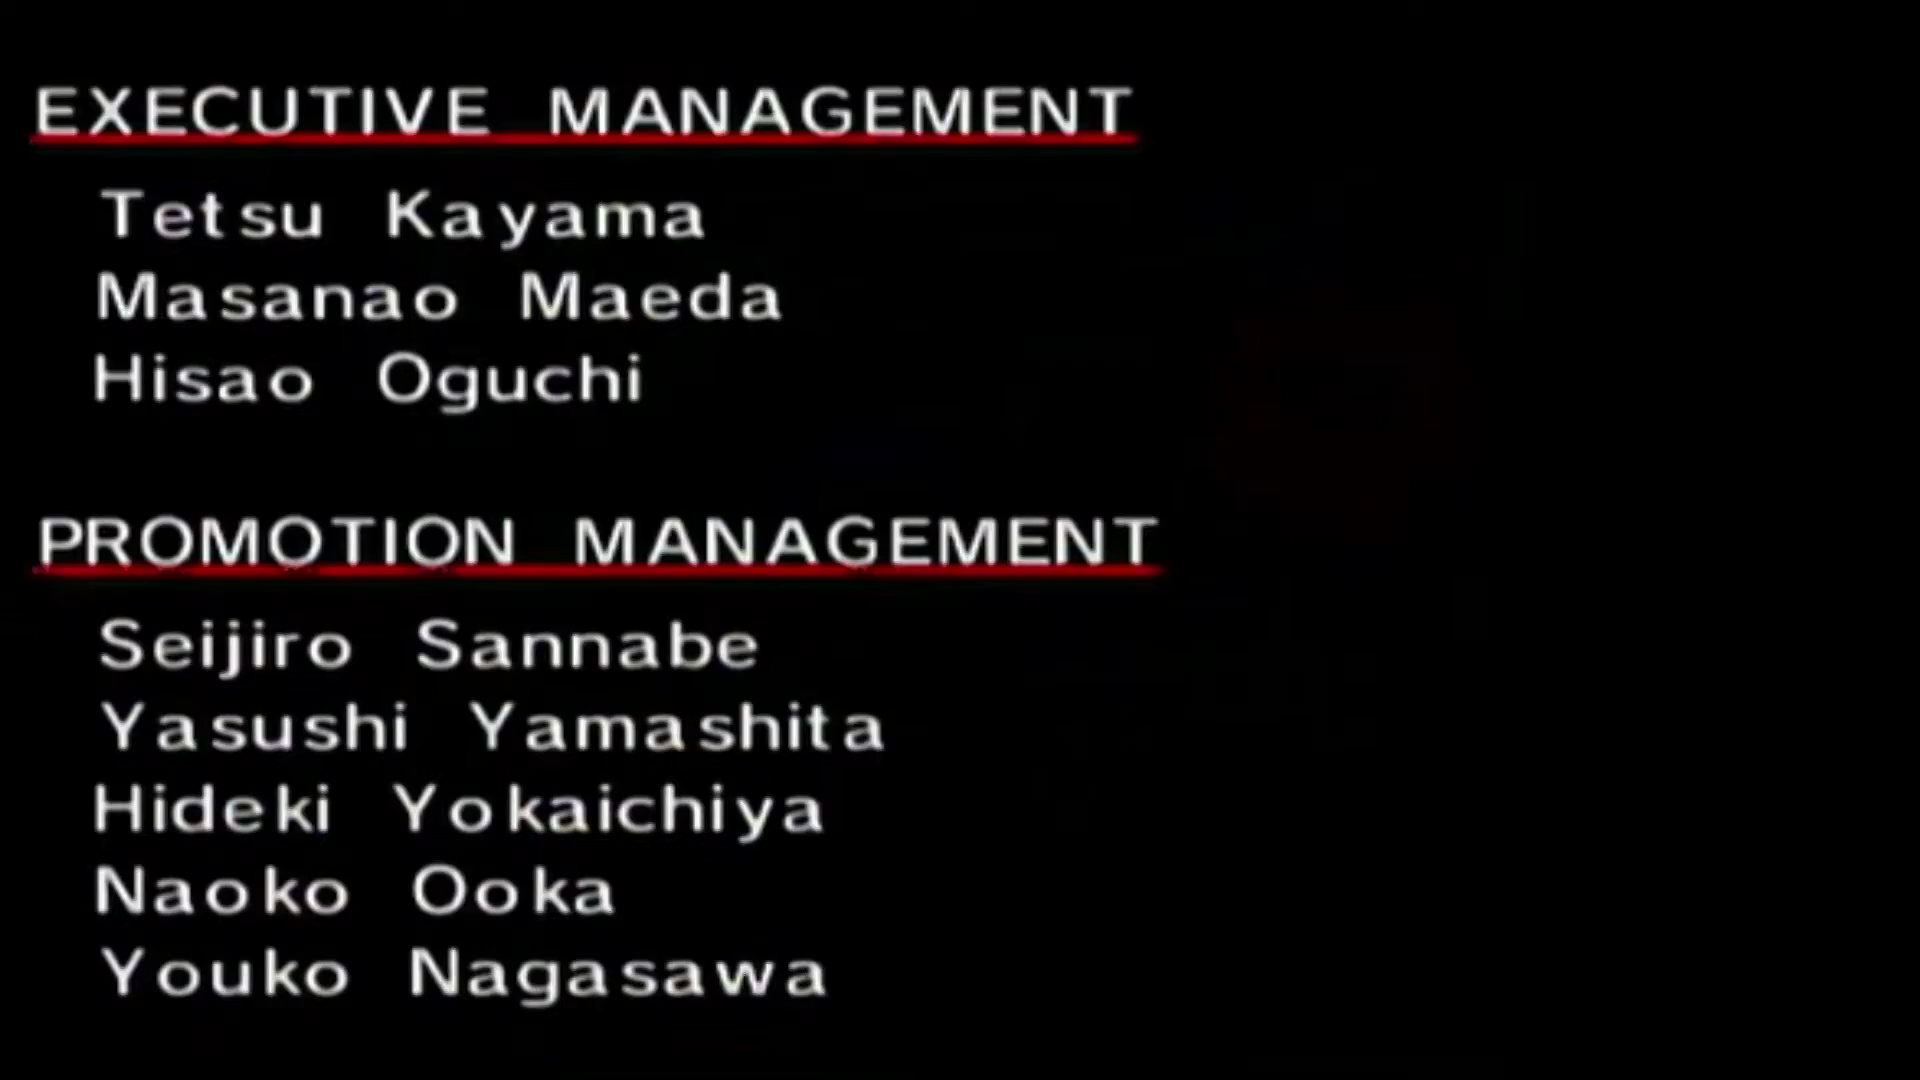 EXECUTIVE MANAGEMENT
Tetsu Kayama
Masanao Maeda
Hisao Oguchi
PROMOTION MANAGEMENT
Seijiro Sannabe
Yasushi Yamashita
Hideki Yokaichiya
Naoko Ooka
Youko Nagasawa